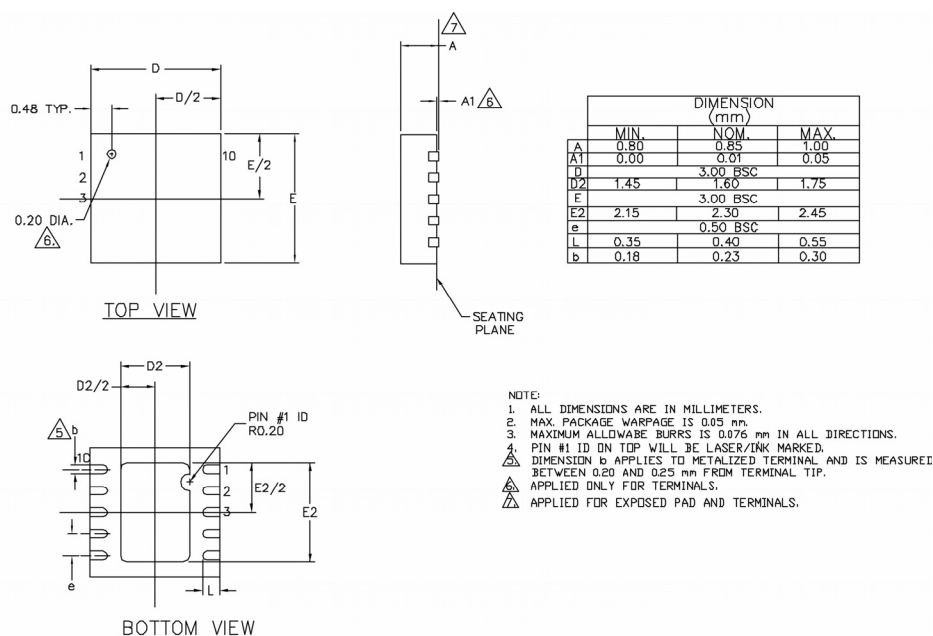 7
A
D
D/2
0.48 TYP.
A1 6
1
10
2
3
E/2
E
0.20 DIA.
6.
TOP VIEW
SEATING
PLANE
DIMENSION
(mm)
MIN. NOM. MAX.
A 0.80 0.85 1.00
A1 0.00 0.01 0.05
D 3.00 BSC
D2 1.45 1.60 1.75
E 3.00 BSC
E2 2.15 2.30 2.45
e 0.50 BSC
L 0.35 0.40 0.55
b 0.18 0.23 0.30
D2
D2/2
PIN #1 ID
R0.20
5 b
10
1
2
3
E2/2
E2
e
L
BOTTOM VIEW
NOTE:
1. ALL DIMENSIONS ARE IN MILLIMETERS.
2. MAX. PACKAGE WARPAGE IS 0.05 mm.
3. MAXIMUM ALLOWABE BURRS IS 0.076 mm IN ALL DIRECTIONS.
4. PIN #1 ID ON TOP WILL BE LASER/INK MARKED.
5. DIMENSION b APPLIES TO METALIZED TERMINAL AND IS MEASURED
BETWEEN 0.20 AND 0.25 mm FROM TERMINAL TIP.
6. APPLIED ONLY FOR TERMINALS.
7. APPLIED FOR EXPOSED PAD AND TERMINALS.